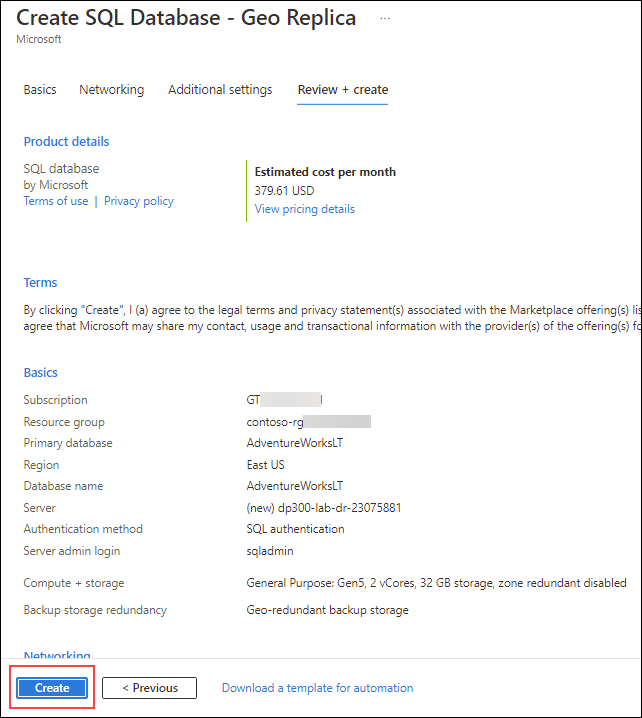 Create SQL Database - Geo Replica ...
Microsoft
Basics Networking Additional settings Review + create
Product details
SQL database
by Microsoft
Terms of use | Privacy policy
Estimated cost per month
379.61 USD
View pricing details
Terms
By clicking "Create", I (a) agree to the legal terms and privacy statement(s) associated with the Marketplace offering(s) lis
agree that Microsoft may share my contact, usage and transactional information with the provider(s) of the offering(s) fo
Basics
Subscription GT
Resource group contoso-rg
Primary database AdventureWorksLT
Region East US
Database name AdventureWorksLT
Server (new) dp300-lab-dr-23075881
Authentication method SQL authentication
Server admin login sqladmin
Compute + storage General Purpose: Gen5, 2 vCores, 32 GB storage, zone redundant disabled
Backup storage redundancy Geo-redundant backup storage
Networking
Create < Previous Download a template for automation